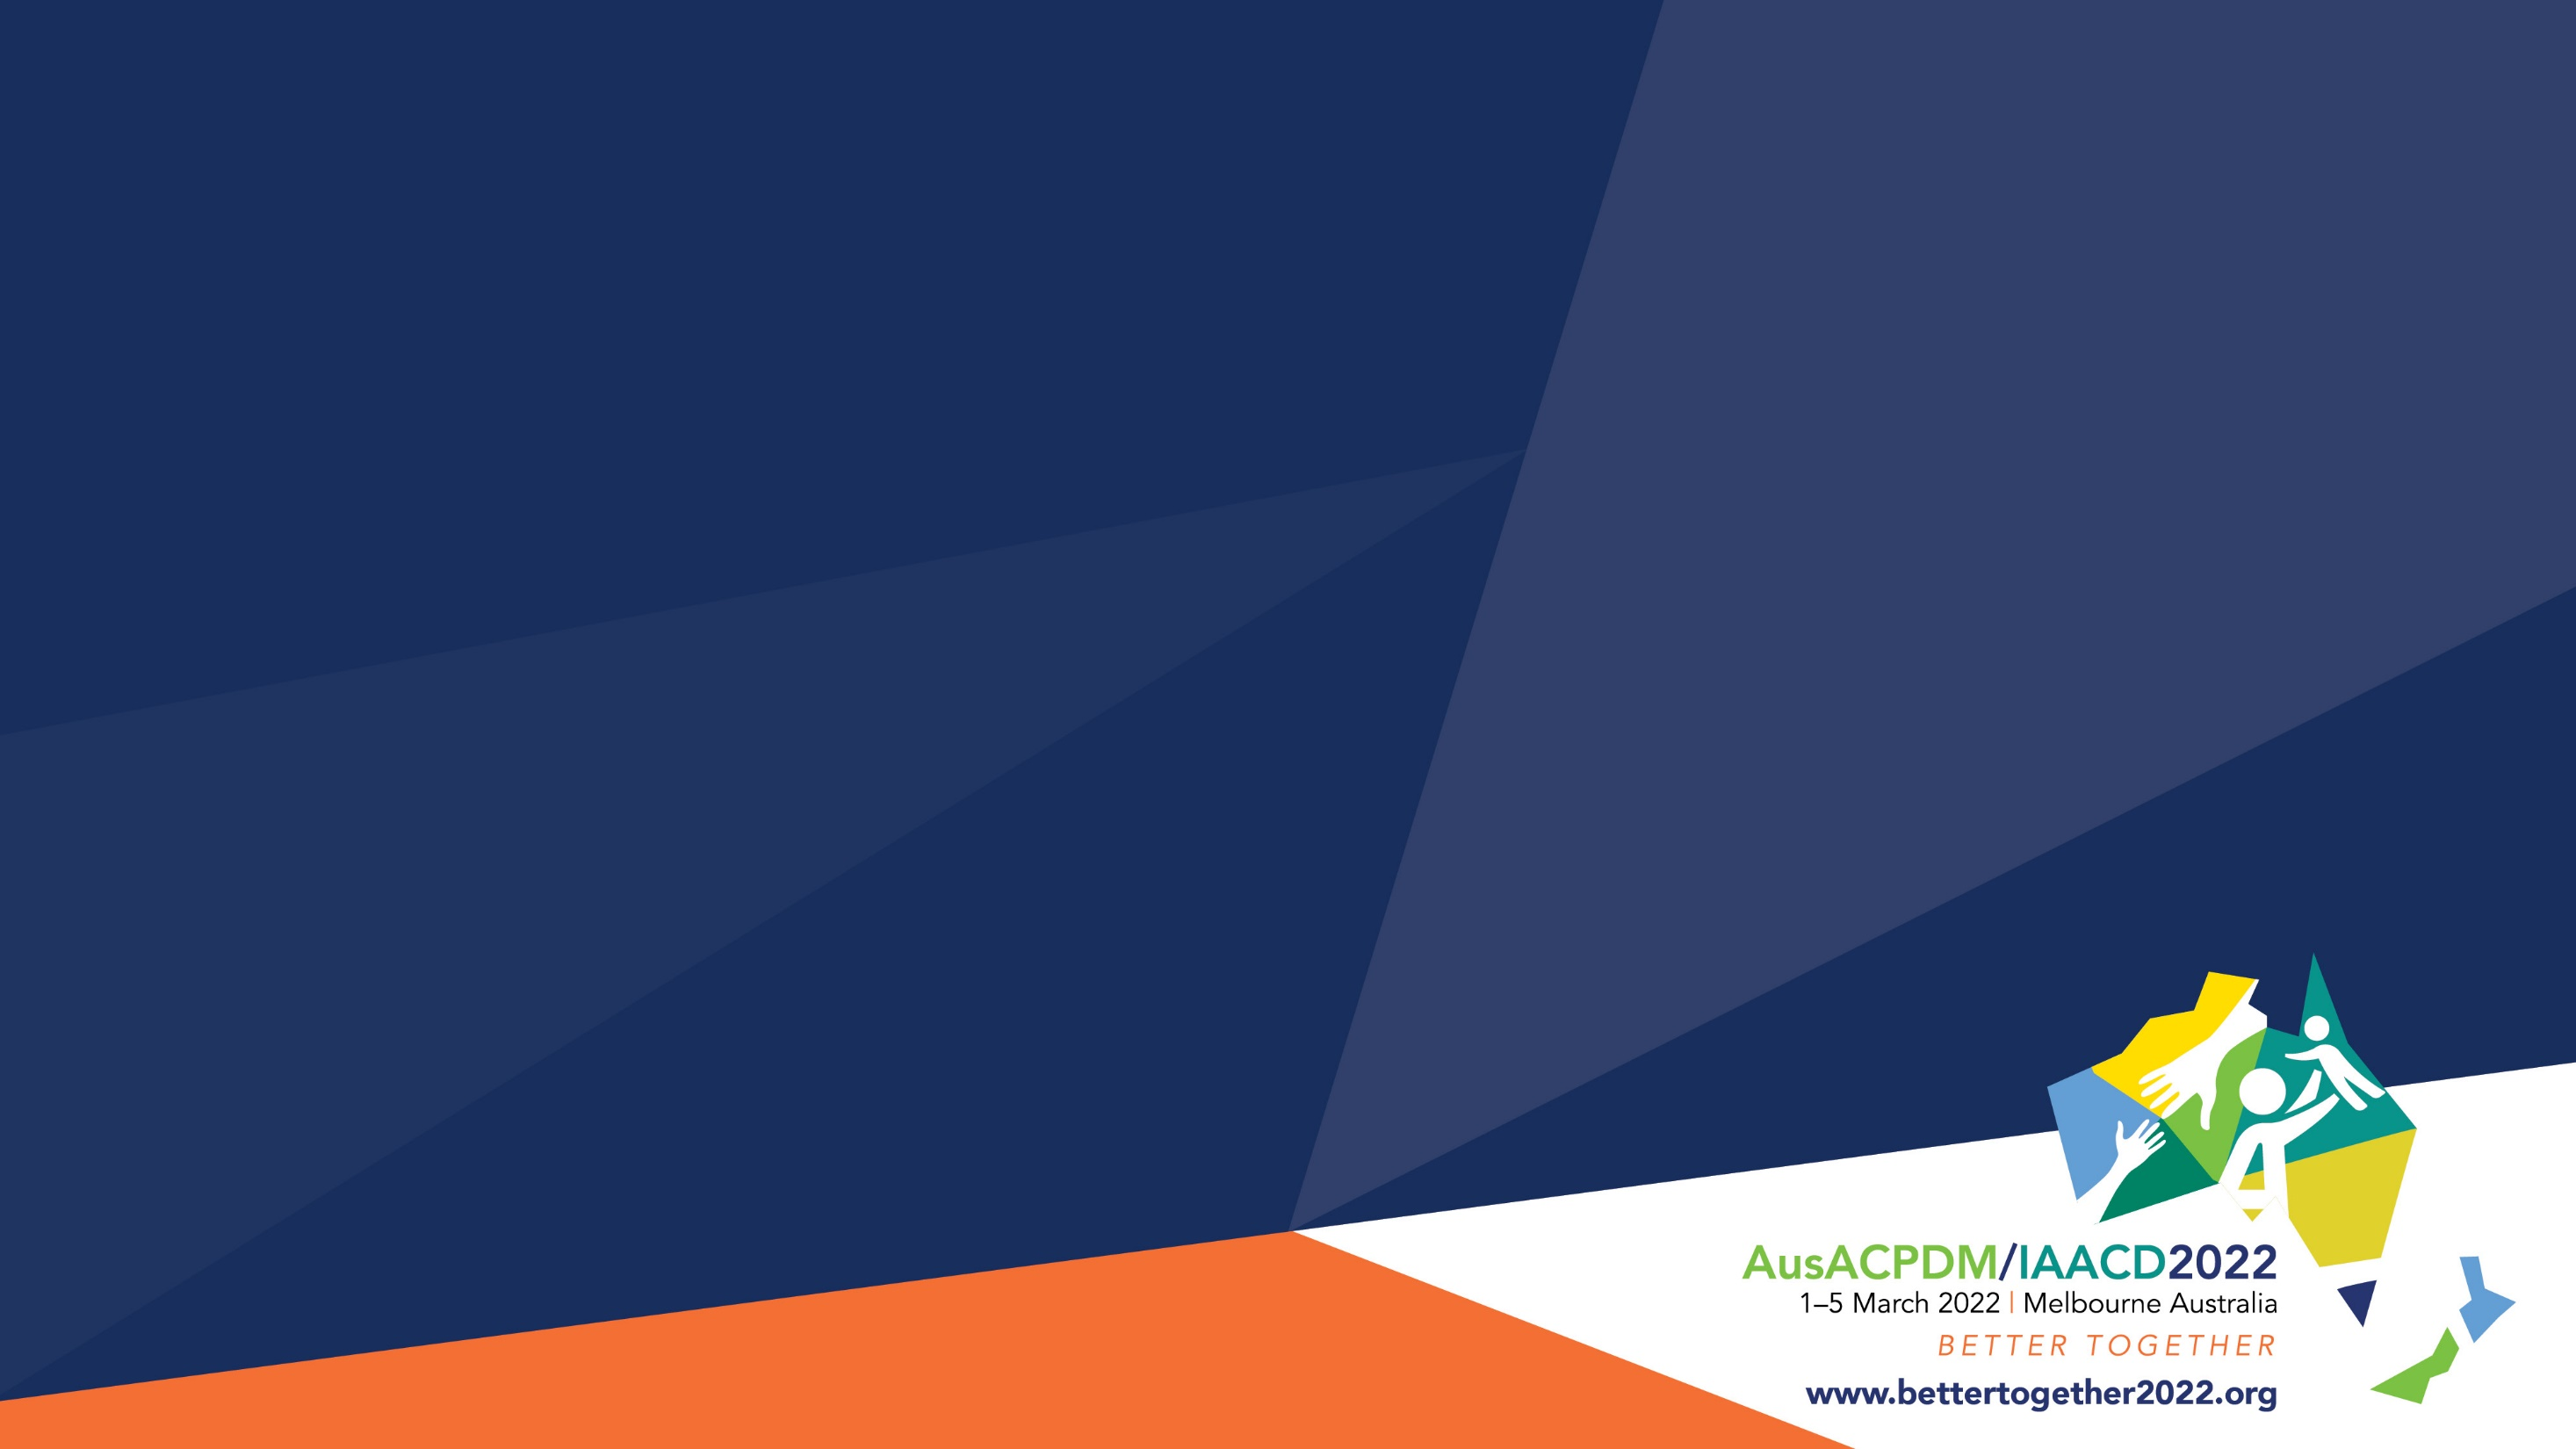 AusACPDM/IAACD2022
1–5 March 2022 | Melbourne Australia
BETTER TOGETHER
www.bettertogether2022.org